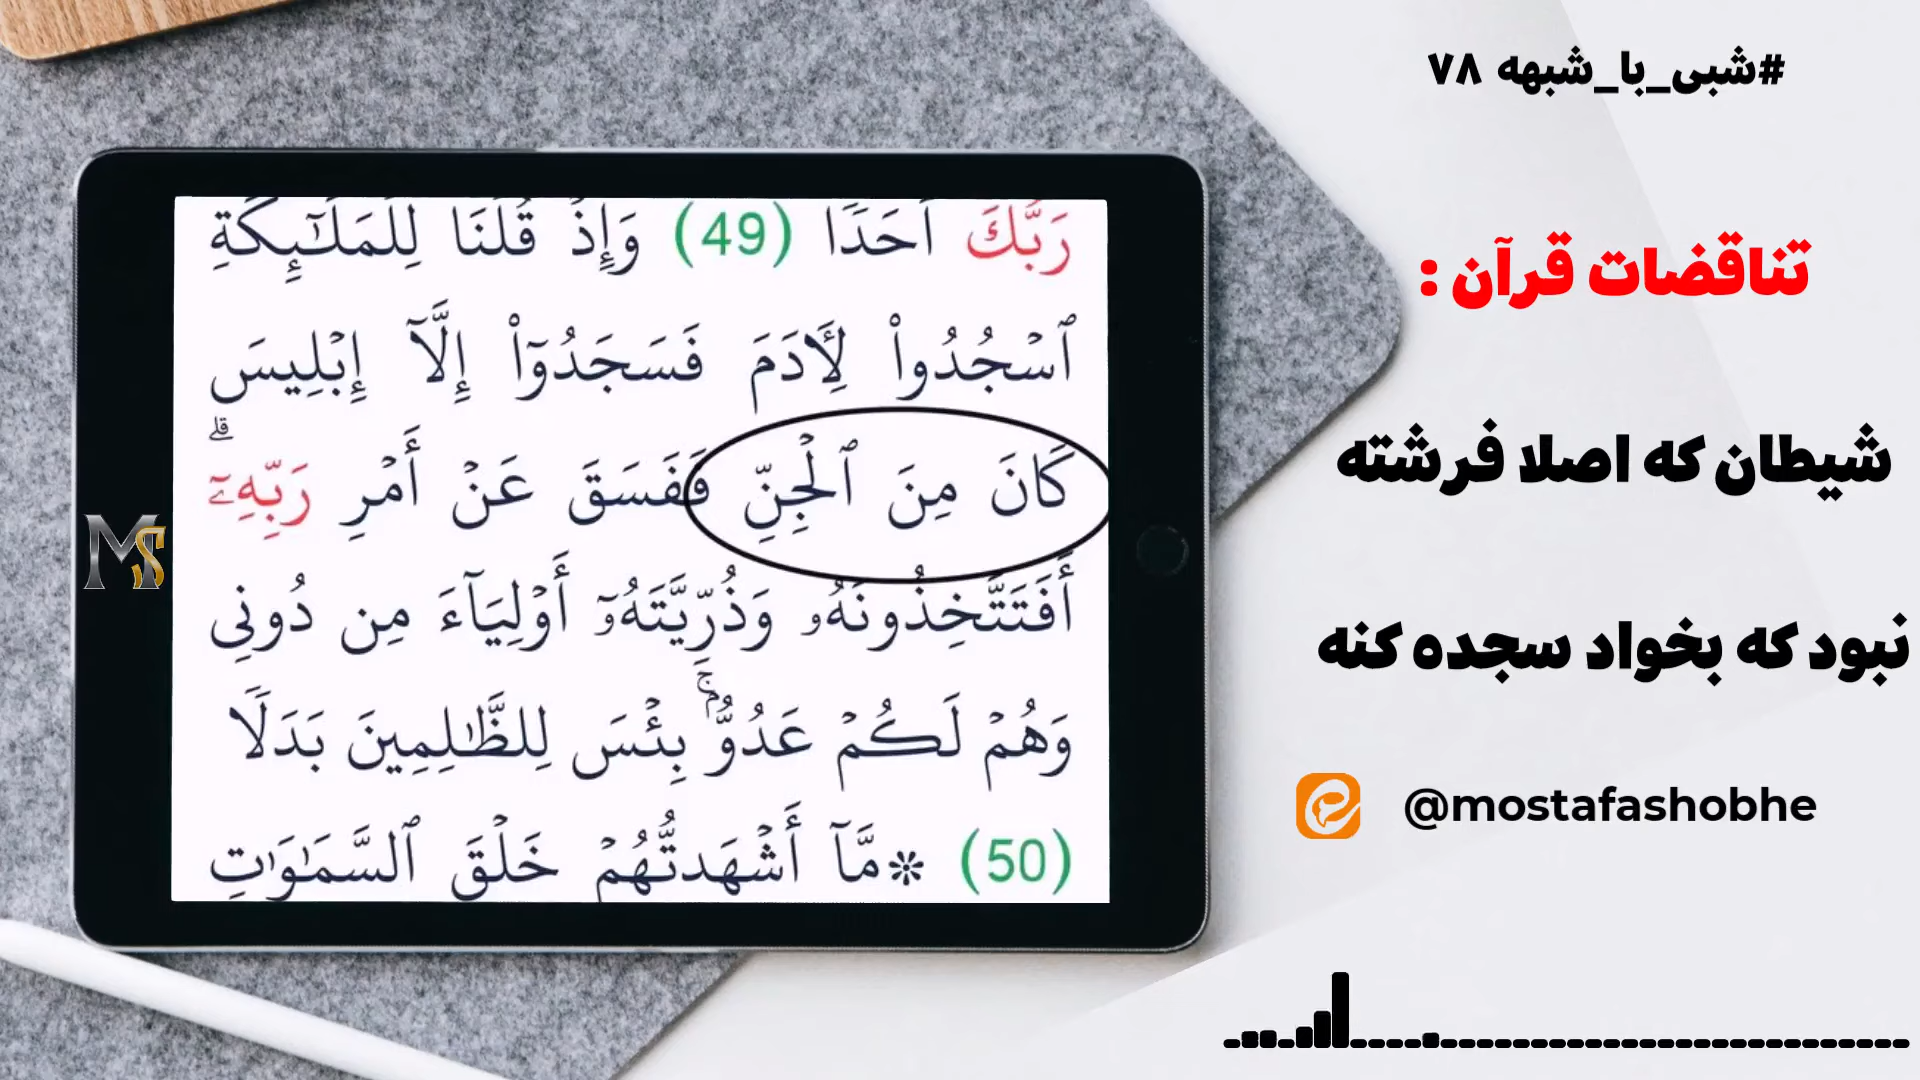 #شبی_با_شبهه ۷۸
تناقضات قرآن :
شیطان که اصلا فرشته
نبود که بخواد سجده کنه
@mostafashobhe
رَبُّكَ أَحَدًا (49) وَإِذْ قُلْنَا لِلْمَلَـٰٓئِكَةِ
ٱسْجُدُوا۟ لِـَٔادَمَ فَسَجَدُوٓا۟ إِلَّآ إِبْلِيسَ
كَانَ مِنَ ٱلْجِنِّ فَفَسَقَ عَنْ أَمْرِ رَبِّهِۦٓ ۗ
أَفَتَتَّخِذُونَهُۥ وَذُرِّيَّتَهُۥٓ أَوْلِيَآءَ مِن دُونِى
وَهُمْ لَكُمْ عَدُوٌّۢ ۚ بِئْسَ لِلظَّـٰلِمِينَ بَدَلًا
(50) ۞ مَّآ أَشْهَدتُّهُمْ خَلْقَ ٱلسَّمَـٰوَٰتِ
MS